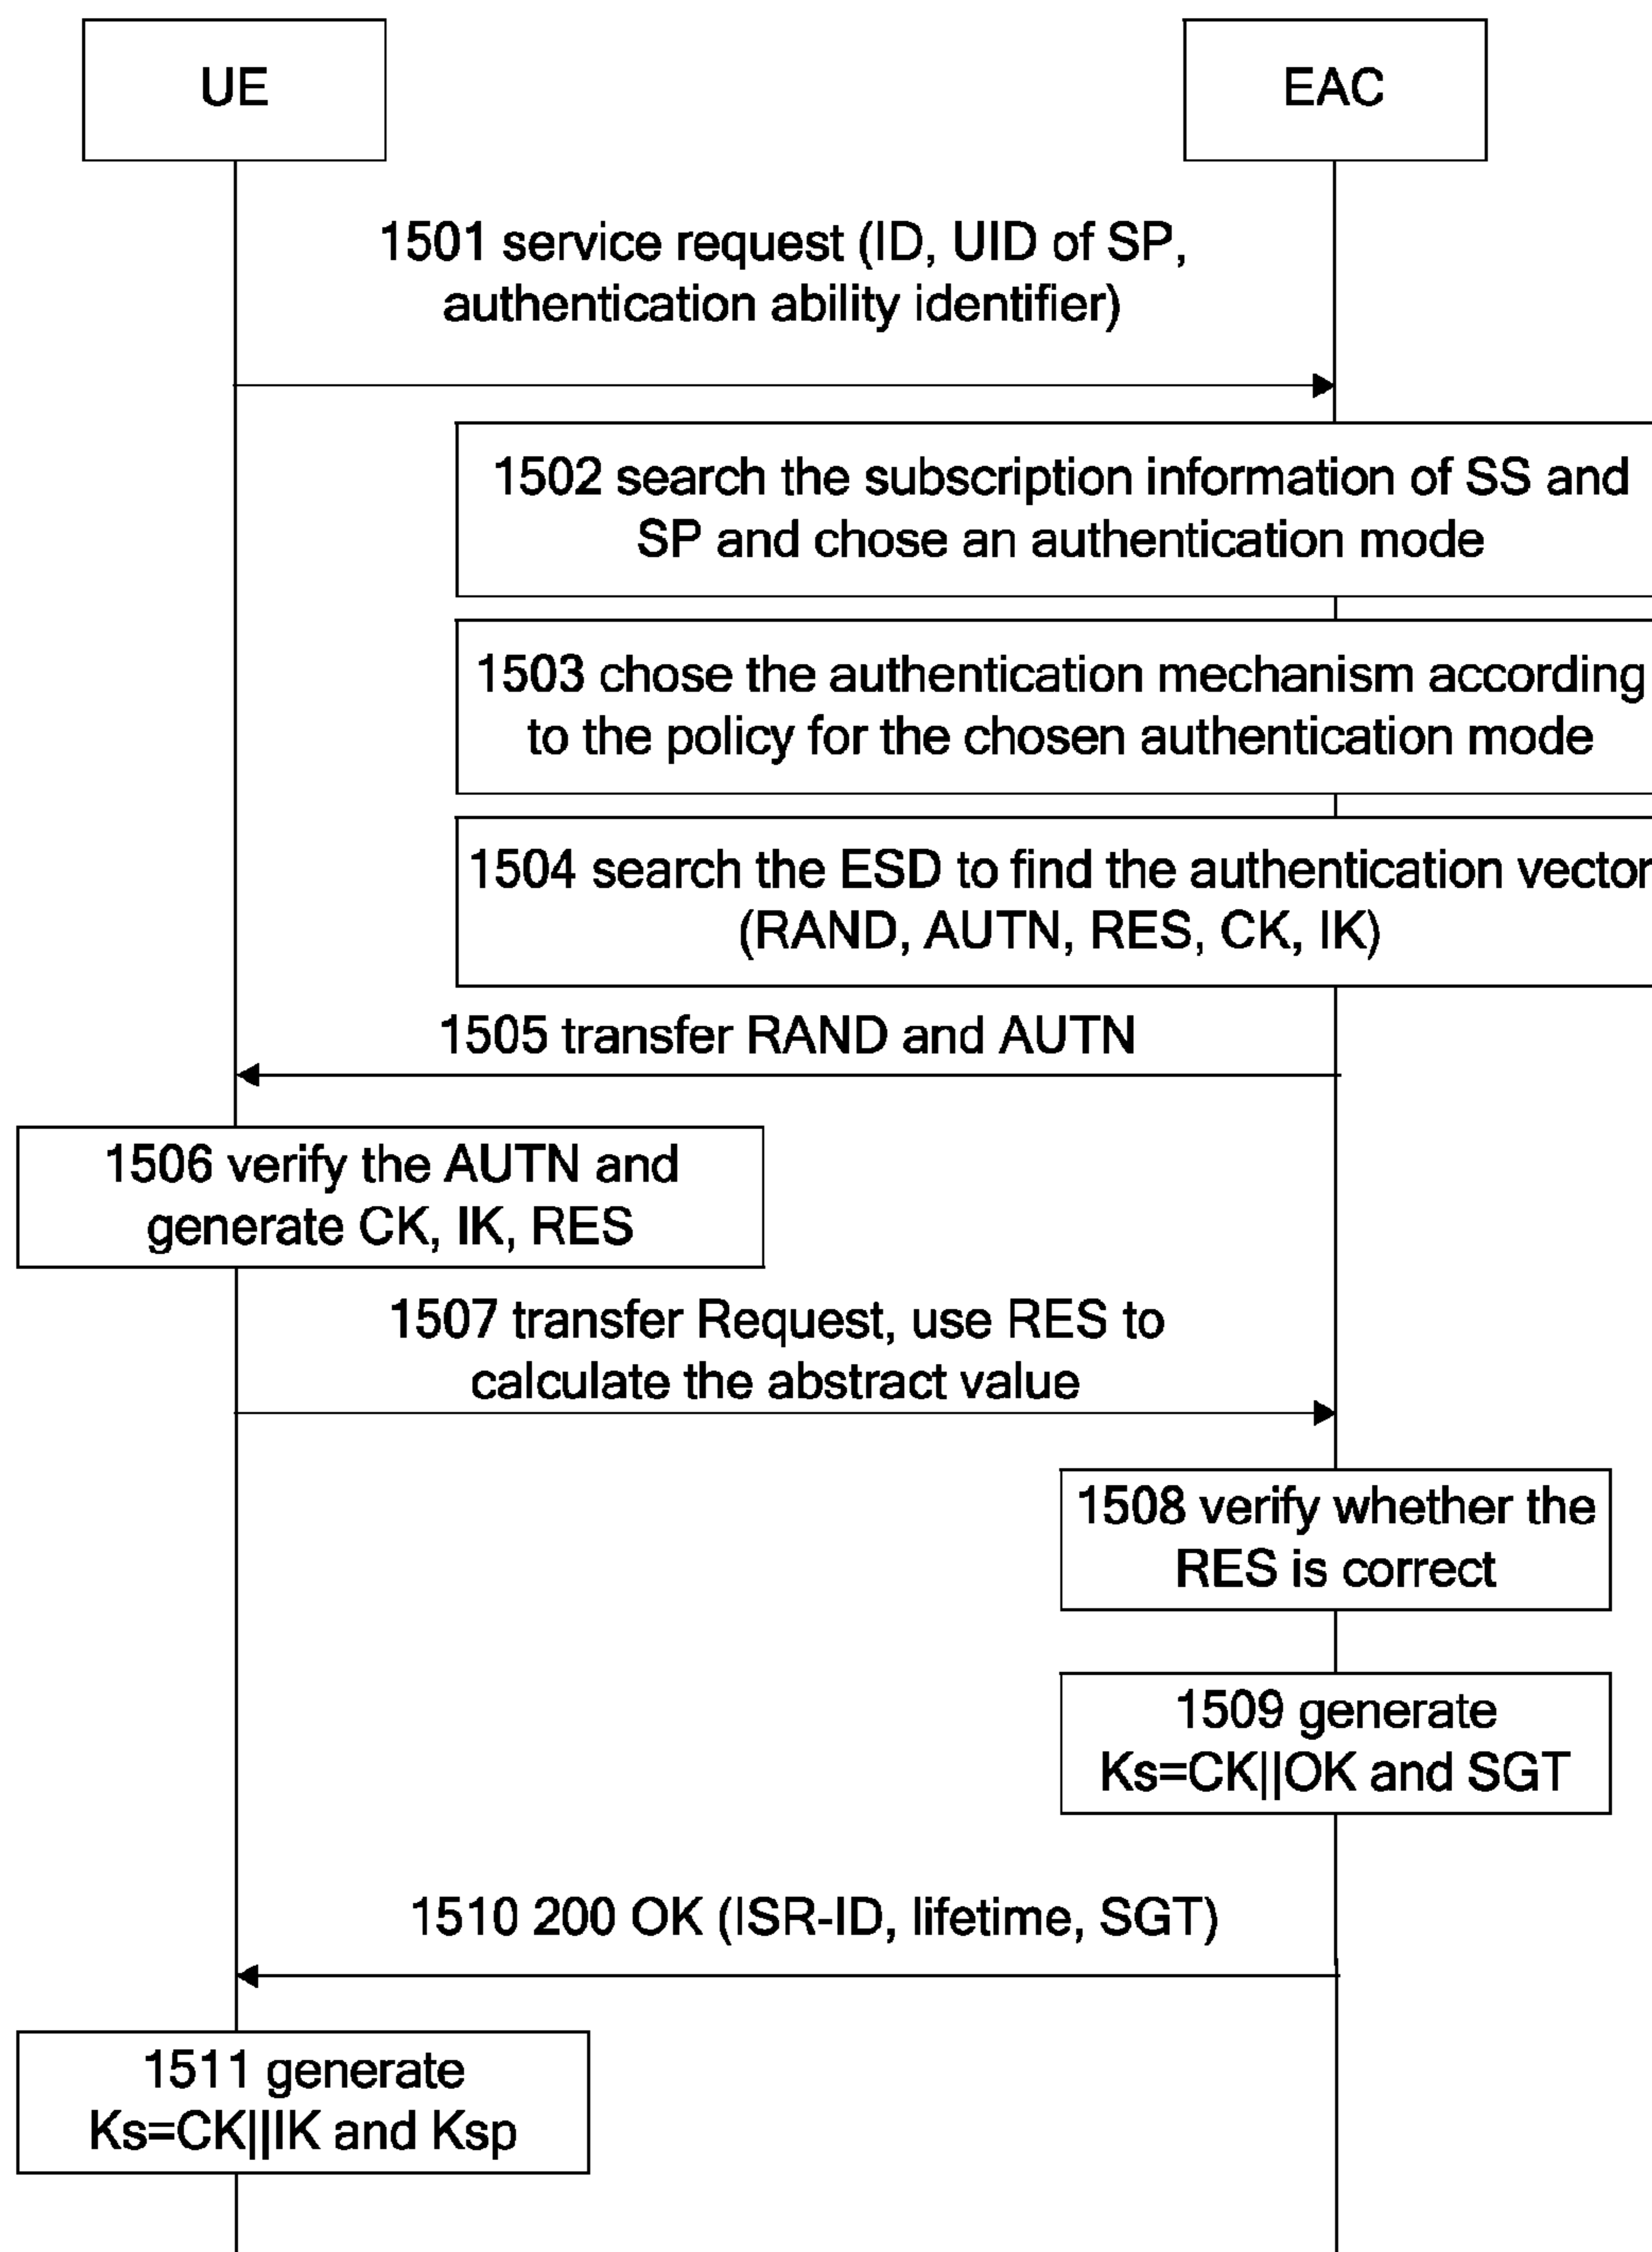 UE
EAC
1501 service request (ID, UID of SP,
authentication ability identifier)
1502 search the subscription information of SS and
SP and chose an authentication mode
1503 chose the authentication mechanism according
to the policy for the chosen authentication mode
1504 search the ESD to find the authentication vector
(RAND, AUTN, RES, CK, IK)
1505 transfer RAND and AUTN
1506 verify the AUTN and
generate CK, IK, RES
1507 transfer Request, use RES to
calculate the abstract value
1508 verify whether the
RES is correct
1509 generate
Ks=CK||OK and SGT
1510 200 OK (ISR-ID, lifetime, SGT)
1511 generate
Ks=CK||IK and Ksp